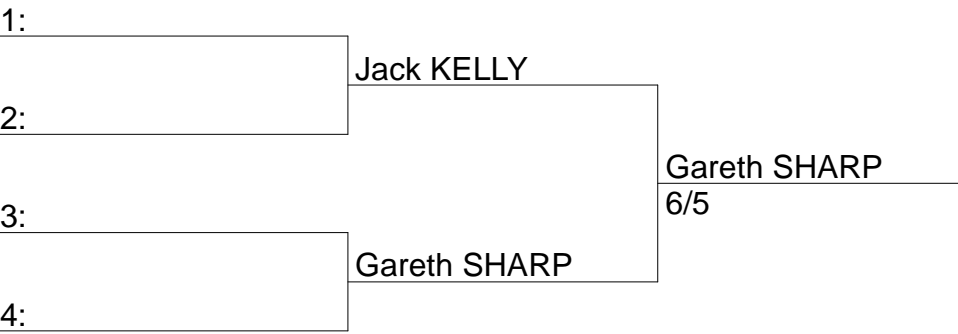 1:
Jack KELLY
2:
Gareth SHARP
6/5
3:
Gareth SHARP
4: